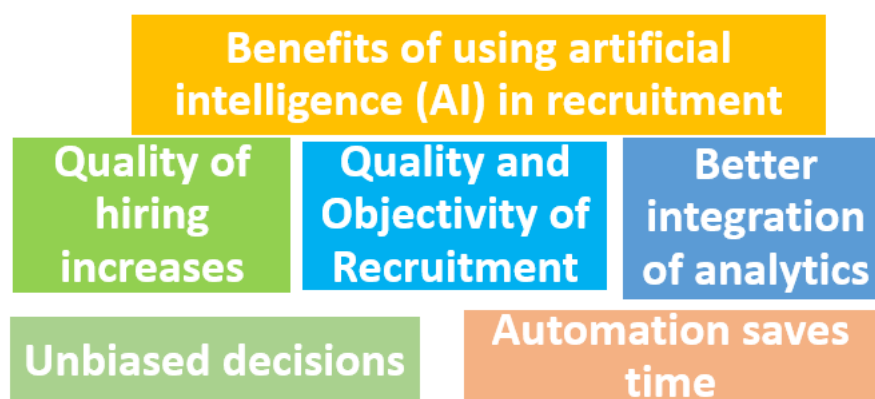 Benefits of using artificial
intelligence (AI) in recruitment
Quality of
hiring
increases
Quality and
Objectivity of
Recruitment
Better
integration
of analytics
Unbiased decisions
Automation saves
time